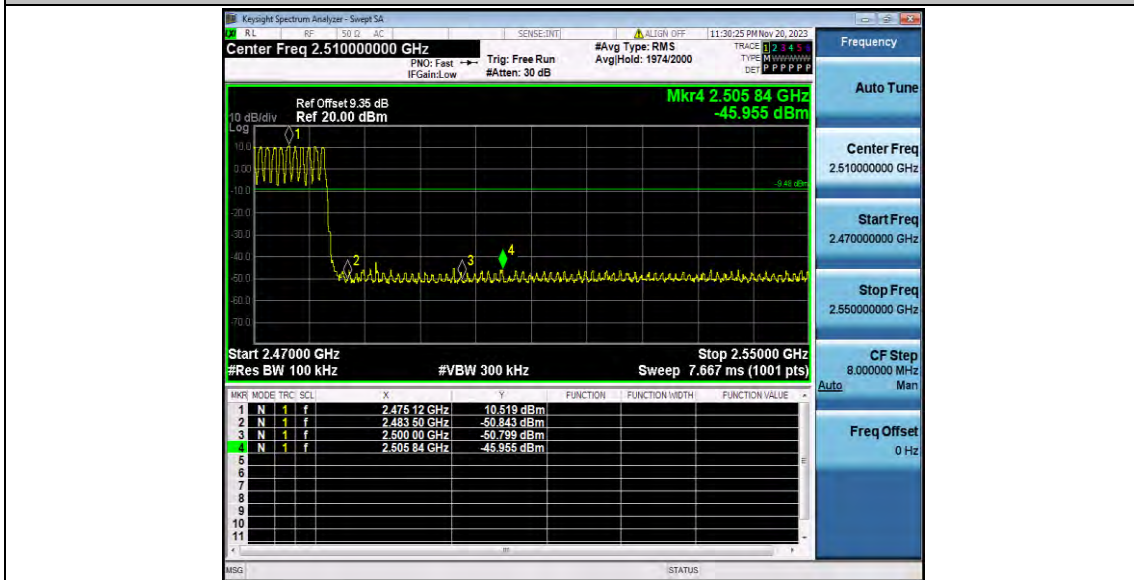 Keysight Spectrum Analyzer - Swept SA
RL RF 50 Ω AC SENSE:INT ALIGN OFF 11:30:25 PM Nov 20, 2023
Center Freq 2.510000000 GHz
PNO: Fast
IFGain:Low
Trig: Free Run
#Atten: 30 dB
#Avg Type: RMS
Avg|Hold: 1974/2000
TRACE 1 2 3 4 5 6
TYPE M WWWWW
DET P P P P P P
Ref Offset 9.35 dB
10 dB/div Ref 20.00 dBm
Log
Mkr4 2.505 84 GHz
-45.955 dBm
10.0
0.00
-10.0
-20.0
-30.0
-40.0
-50.0
-60.0
-70.0
1
2
3
4
-9.48 dBm
Start 2.47000 GHz Stop 2.55000 GHz
#Res BW 100 kHz #VBW 300 kHz Sweep 7.667 ms (1001 pts)
MKR MODE TRC SCL X Y FUNCTION FUNCTION WIDTH FUNCTION VALUE
1 N 1 f 2.475 12 GHz 10.519 dBm
2 N 1 f 2.483 50 GHz -50.843 dBm
3 N 1 f 2.500 00 GHz -50.799 dBm
4 N 1 f 2.505 84 GHz -45.955 dBm
5
6
7
8
9
10
11
MSG STATUS
Frequency
Auto Tune
Center Freq
2.510000000 GHz
Start Freq
2.470000000 GHz
Stop Freq
2.550000000 GHz
CF Step
8.000000 MHz
Auto Man
Freq Offset
0 Hz